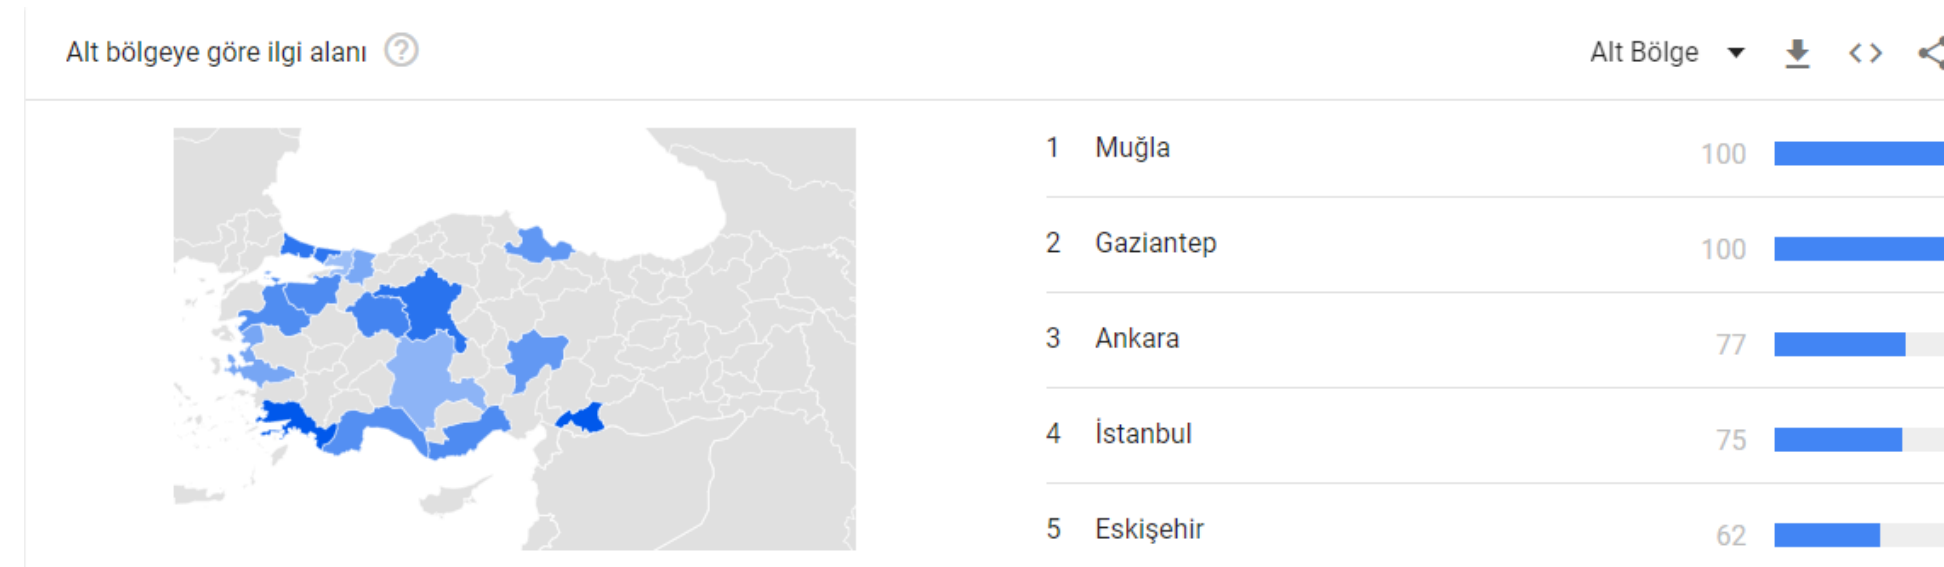 Alt bölgeye göre ilgi alanı ?
Alt Bölge
1 Muğla 100
2 Gaziantep 100
3 Ankara 77
4 İstanbul 75
5 Eskişehir 62